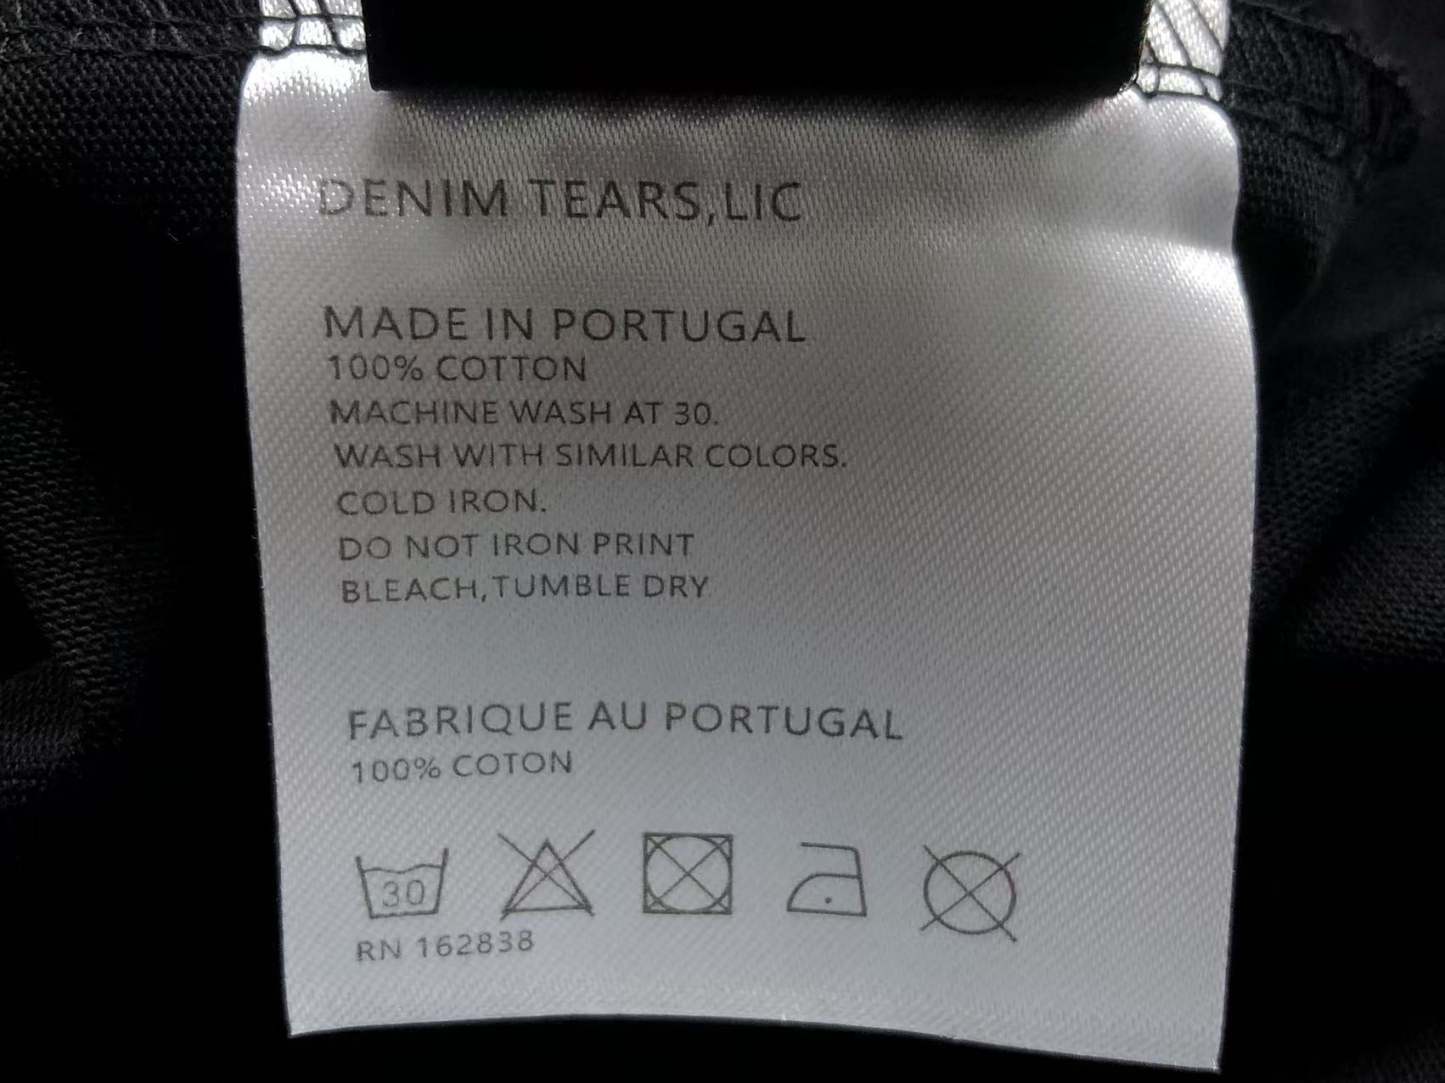 DENIM TEARS,LIC
MADE IN PORTUGAL
100% COTTON
MACHINE WASH AT 30.
WASH WITH SIMILAR COLORS.
COLD IRON.
DO NOT IRON PRINT
BLEACH,TUMBLE DRY
FABRIQUE AU PORTUGAL
100% COTON
30
RN 162838